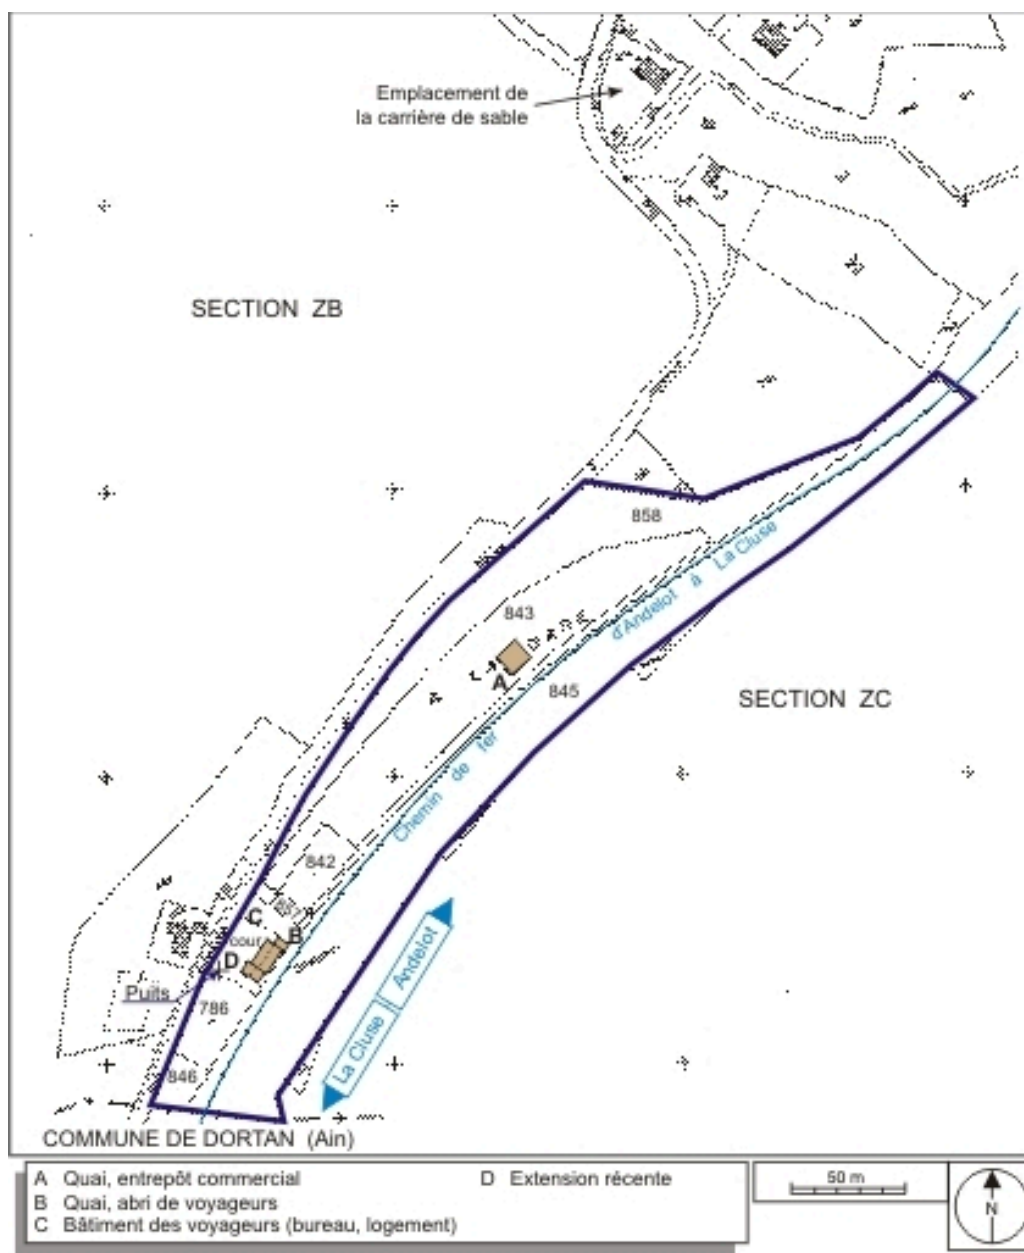 Emplacement de
la carrière de sable
SECTION ZB
858
843
d'Andelot à La Cluse
A
845
SECTION ZC
Chemin de fer
842
857
C
B
cour
D
Andelot
Puits
786
La Cluse
846
COMMUNE DE DORTAN (Ain)
A Quai, entrepôt commercial
B Quai, abri de voyageurs
C Bâtiment des voyageurs (bureau, logement)
D Extension récente
50 m
N